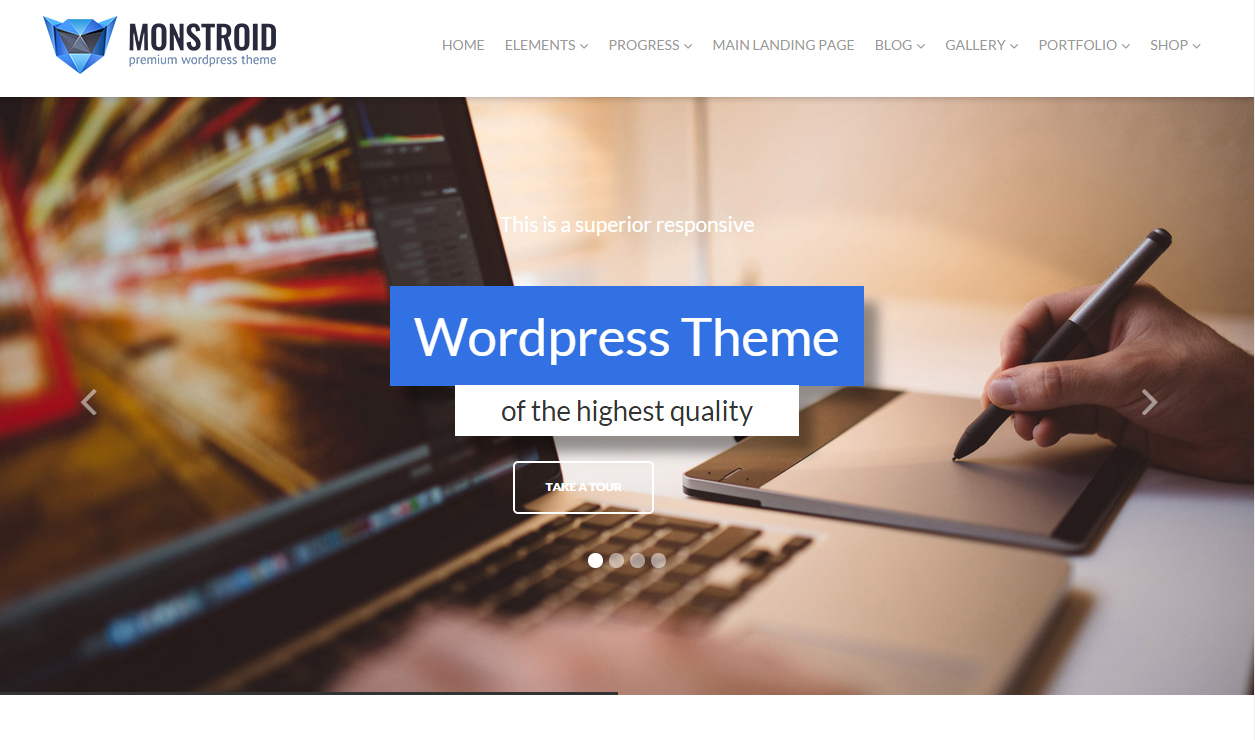 MONSTROID
premium wordpress theme
HOME ELEMENTS PROGRESS MAIN LANDING PAGE BLOG GALLERY PORTFOLIO SHOP
This is a superior responsive
Wordpress Theme
of the highest quality
TAKE A TOUR